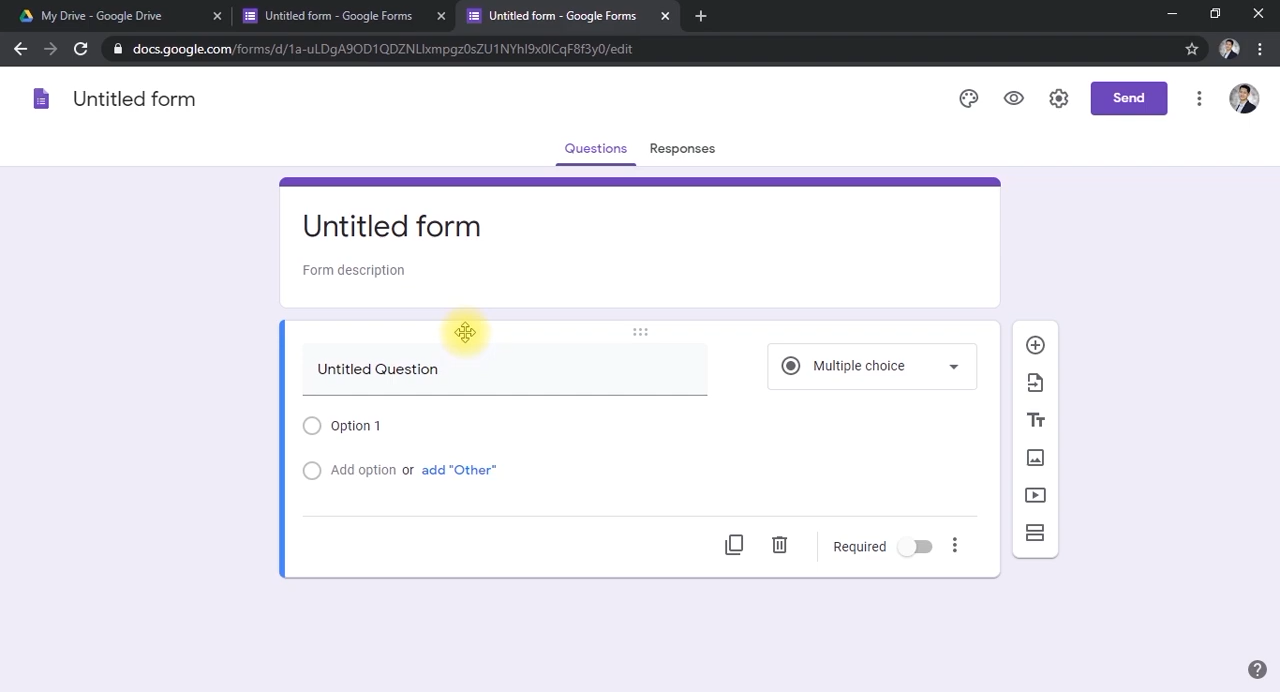 My Drive - Google Drive
Untitled form - Google Forms
Untitled form - Google Forms
docs.google.com/forms/d/1a-uLDgA9OD1QDZNLlxmpgz0sZU1NYhI9x0lCqF8f3y0/edit
Untitled form
Send
Questions
Responses
Untitled form
Form description
Untitled Question
Multiple choice
Option 1
Add option or add "Other"
Required